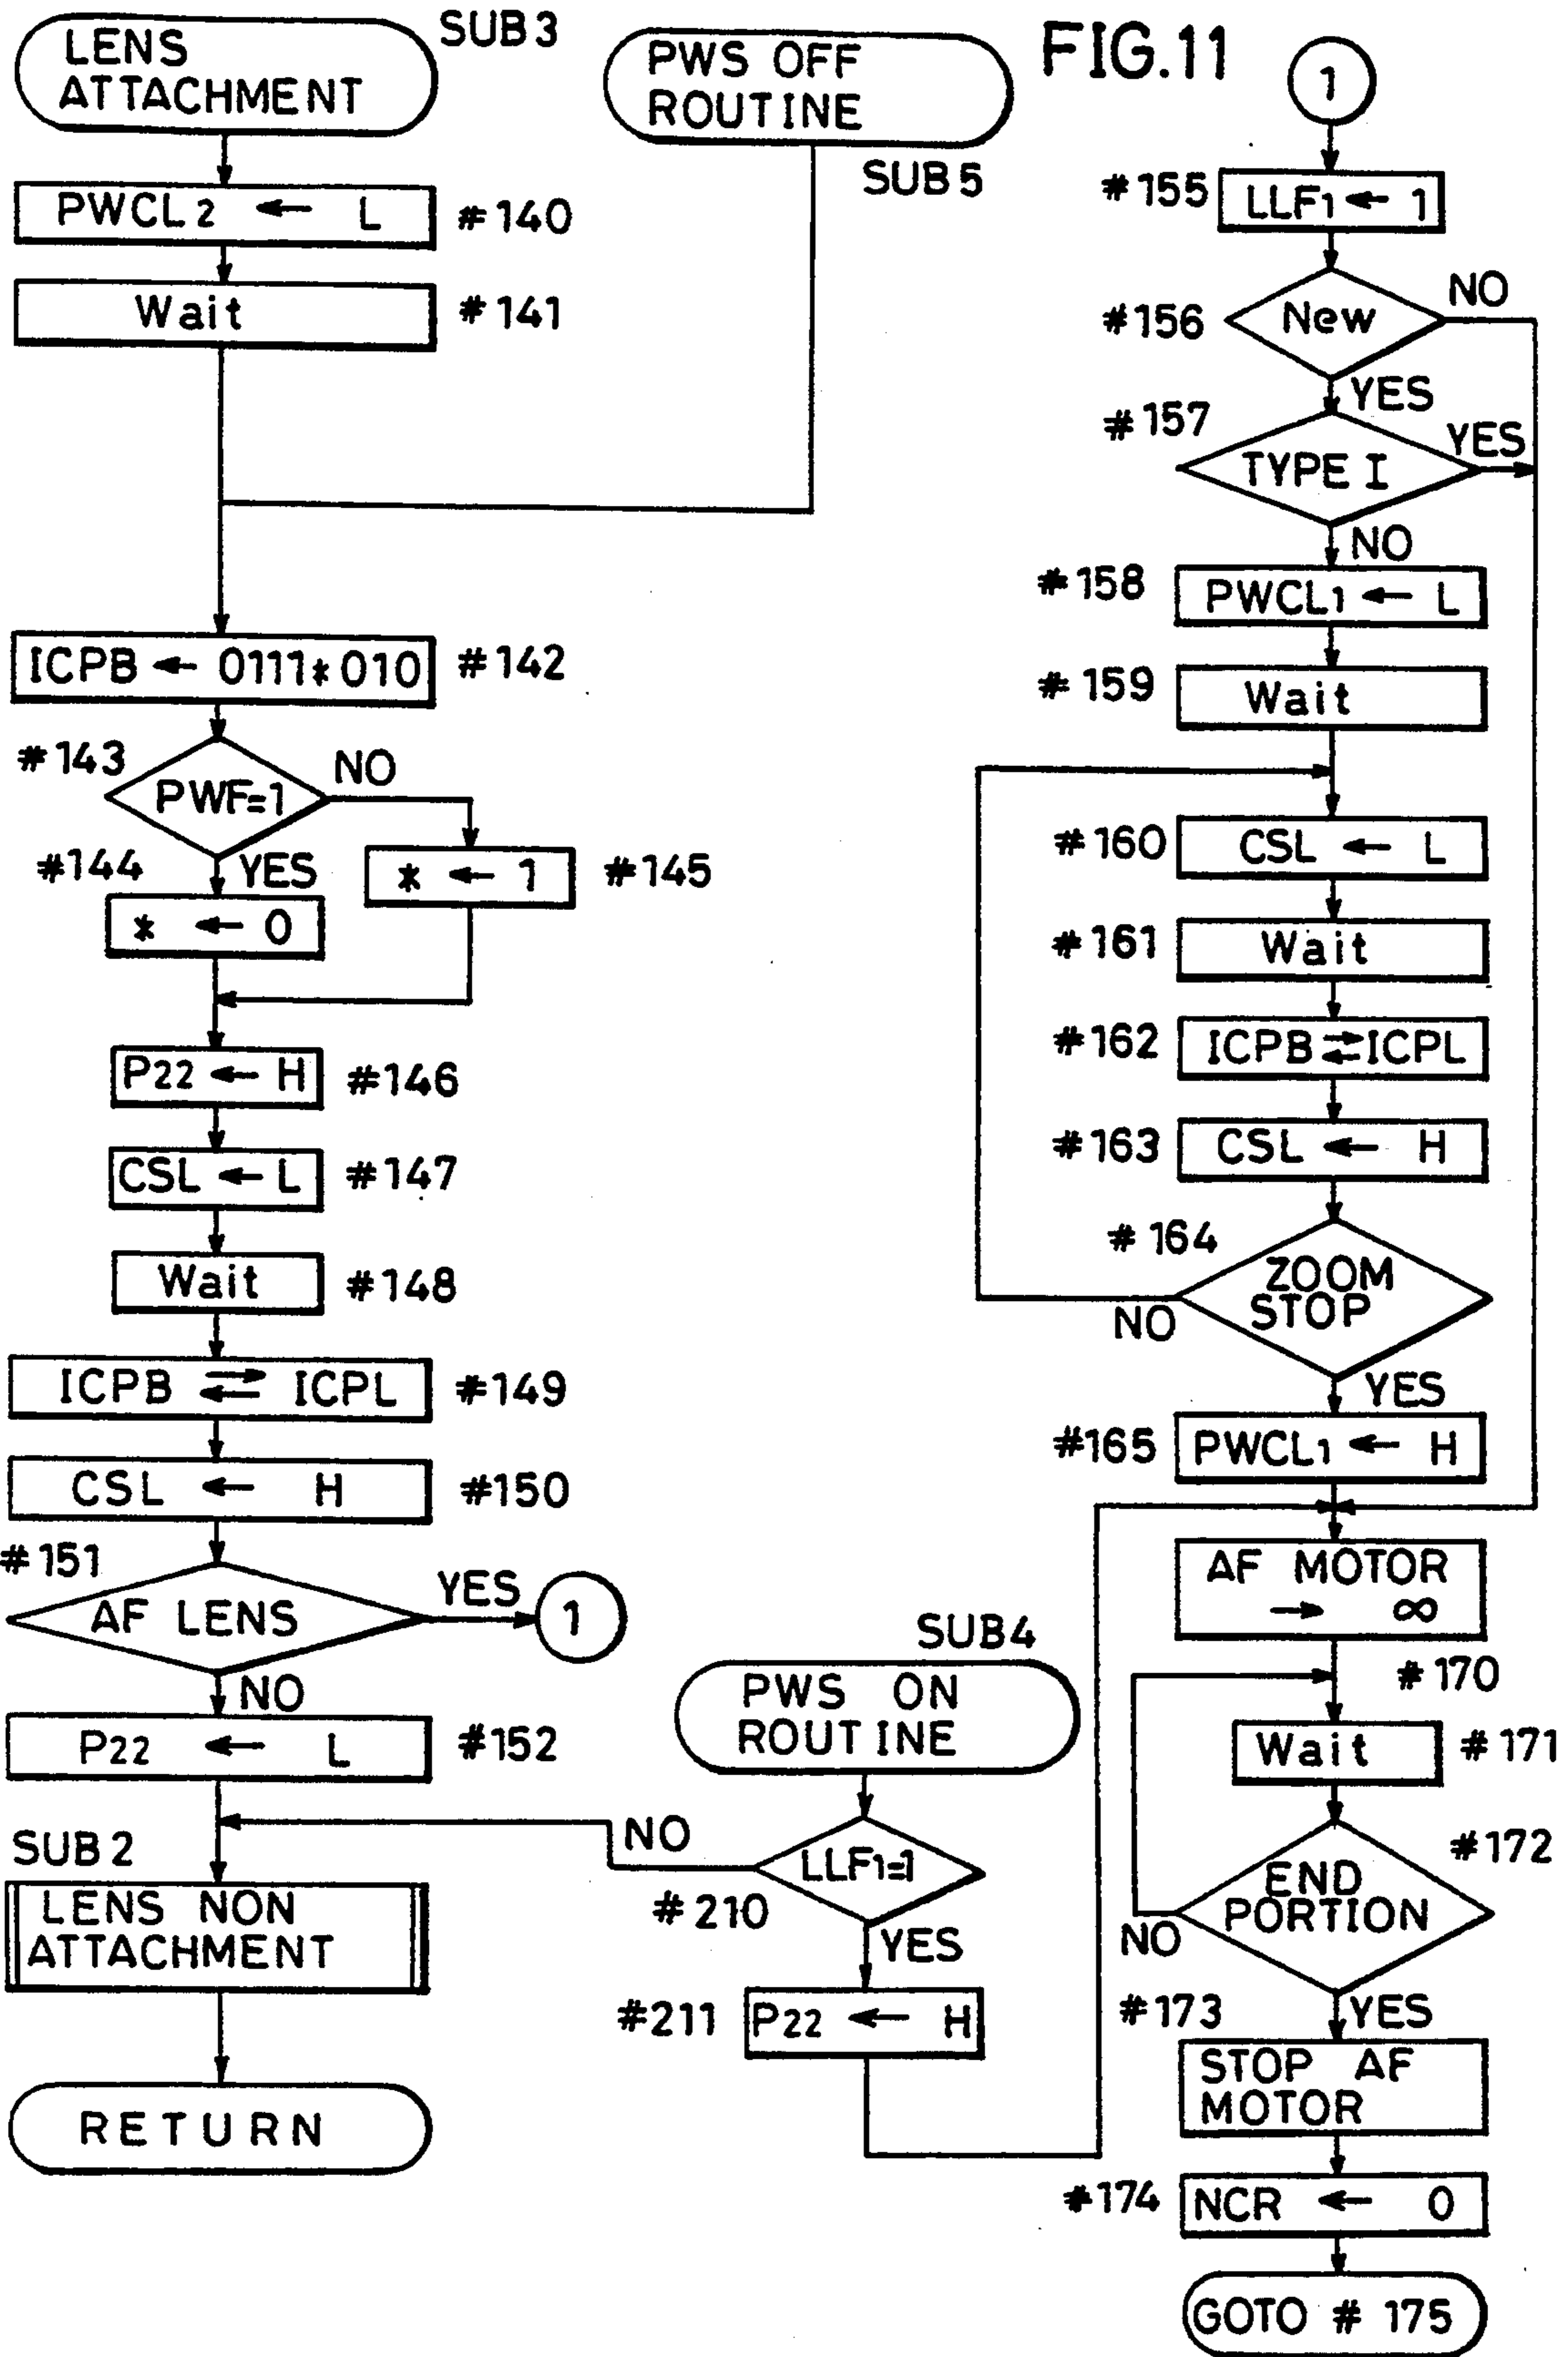 FIG.11
SUB3
LENS
ATTACHMENT
PWS OFF
ROUTINE
SUB5
PWCL2 ← L #140
Wait #141
ICPB ← 0111*010 #142
#143
PWF=1
NO
YES
#144
* ← 0
* ← 1 #145
P22 ← H #146
CSL ← L #147
Wait #148
ICPB ⇄ ICPL #149
CSL ← H #150
#151
AF LENS
YES
1
NO
P22 ← L #152
SUB2
LENS NON
ATTACHMENT
RETURN
SUB4
PWS ON
ROUTINE
LLF1=1
NO
#210
YES
#211 P22 ← H
1
#155 LLF1 ← 1
#156 New
NO
YES
#157
TYPE I
YES
NO
#158 PWCL1 ← L
#159 Wait
#160 CSL ← L
#161 Wait
#162 ICPB ⇄ ICPL
#163 CSL ← H
#164
ZOOM
STOP
NO
YES
#165 PWCL1 ← H
AF MOTOR
→ ∞
#170
Wait #171
#172
END
PORTION
NO
YES
#173
STOP AF
MOTOR
#174 NCR ← 0
GOTO # 175